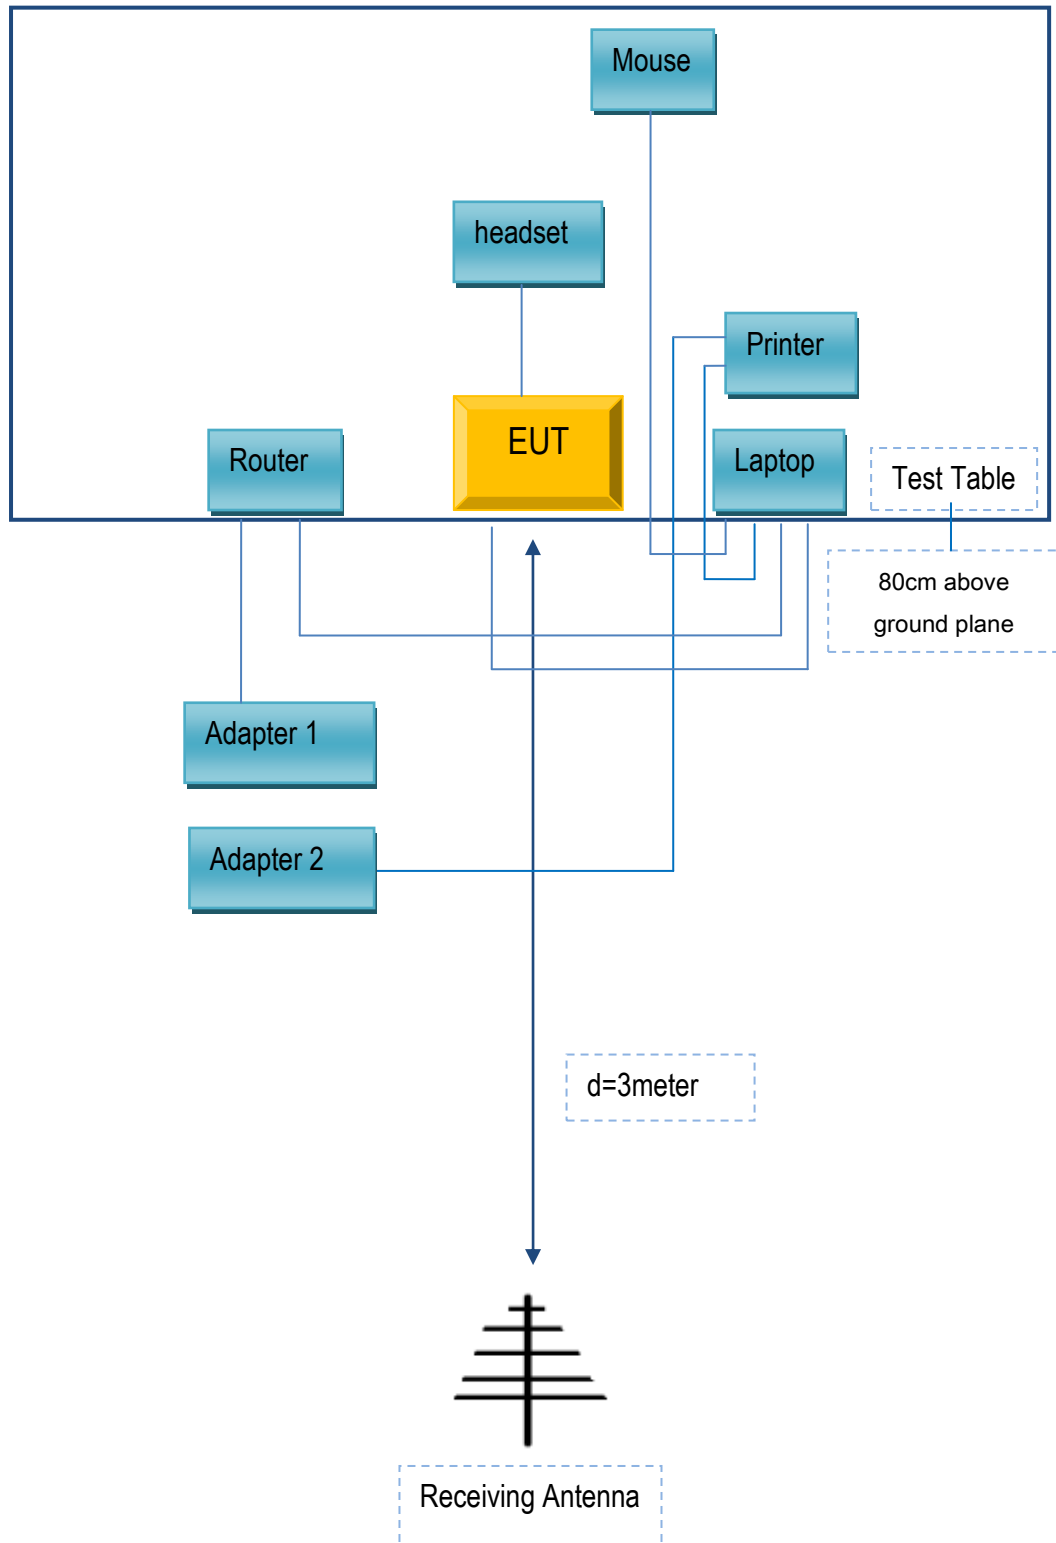 Mouse
headset
Printer
Router
EUT
Laptop
Test Table
80cm above
ground plane
Adapter 1
Adapter 2
d=3meter
Receiving Antenna